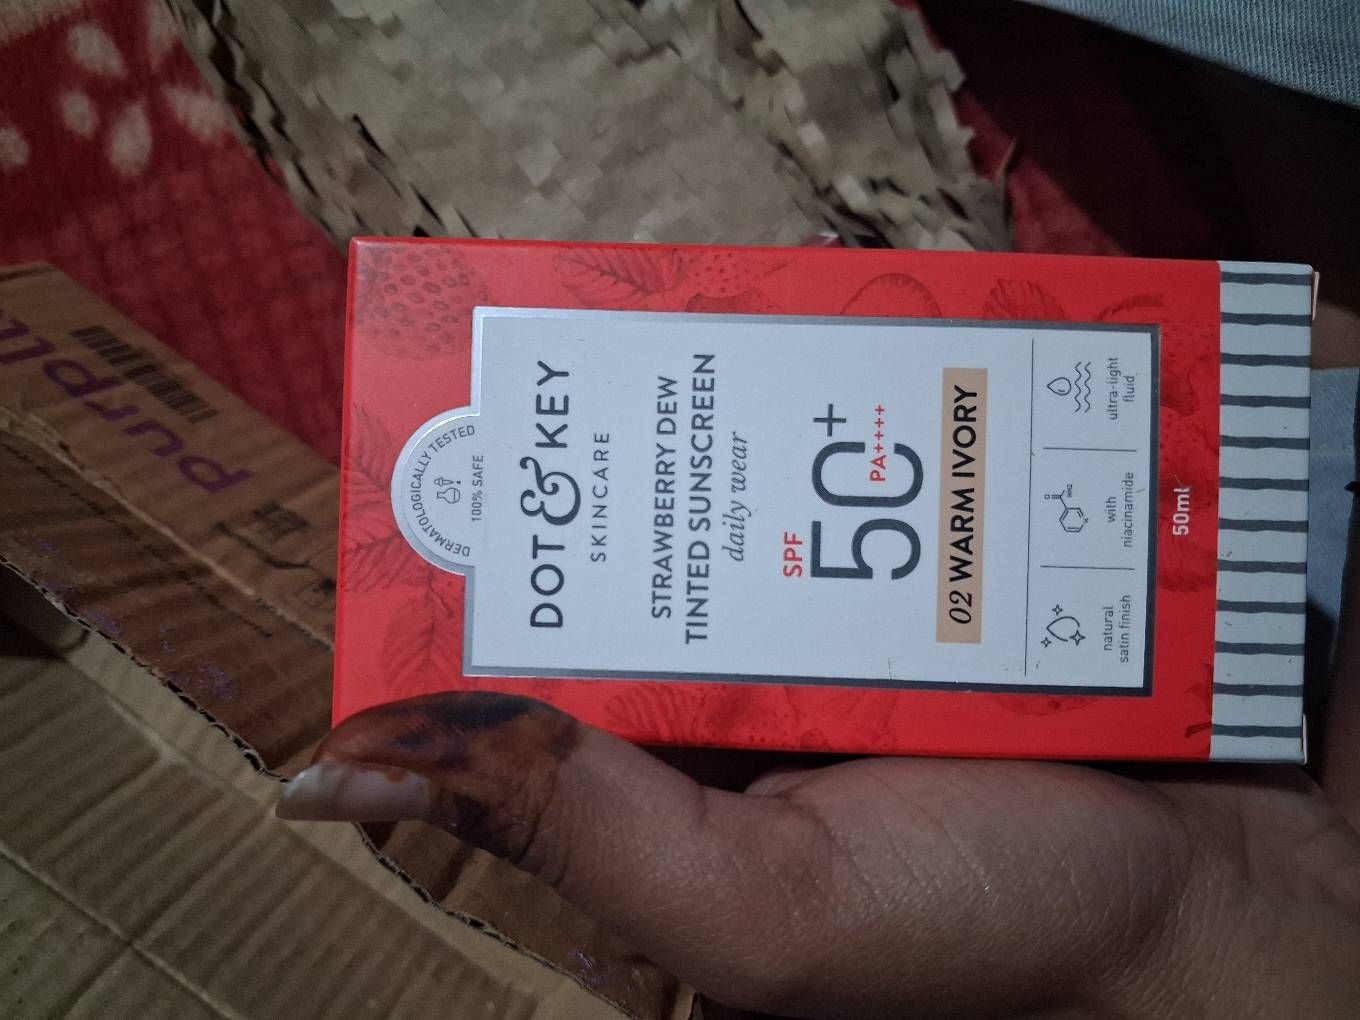 DERMATOLOGICALLY TESTED
100% SAFE
DOT & KEY
SKINCARE
STRAWBERRY DEW
TINTED SUNSCREEN
daily wear
SPF
50+
PA++++
02 WARM IVORY
natural
satin finish
with
niacinamide
ultra-light
fluid
50ml
purpl